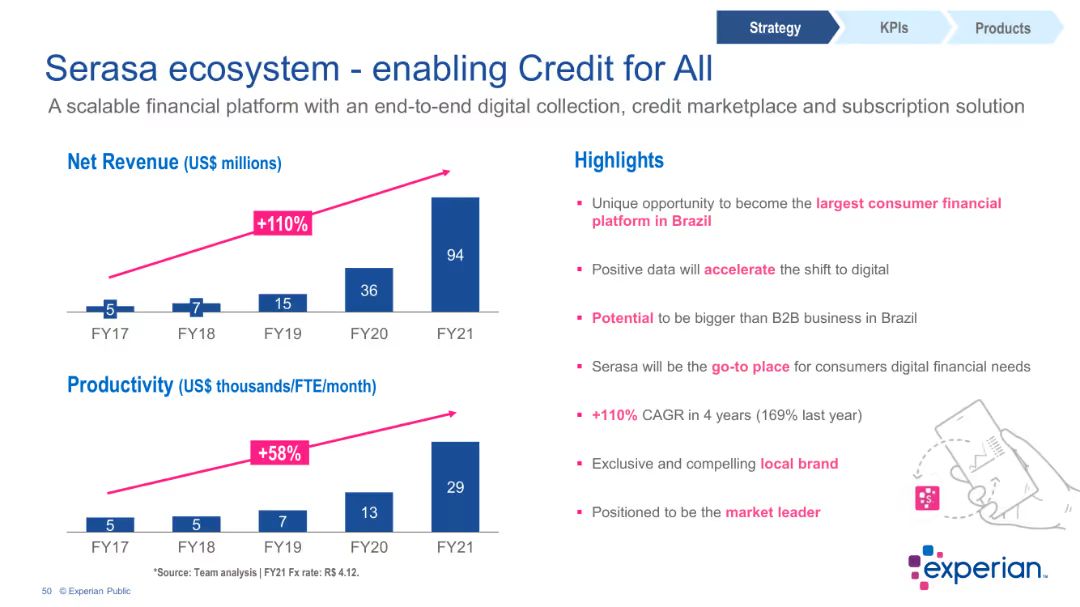 Strategy
KPIs
Products
Serasa ecosystem - enabling Credit for All
A scalable financial platform with an end-to-end digital collection, credit marketplace and subscription solution
Net Revenue (US$ millions)
+110%
5
7
15
36
94
FY17
FY18
FY19
FY20
FY21
Productivity (US$ thousands/FTE/month)
+58%
5
5
7
13
29
FY17
FY18
FY19
FY20
FY21
*Source: Team analysis | FY21 Fx rate: R$ 4.12.
Highlights
▪ Unique opportunity to become the largest consumer financial
platform in Brazil
▪ Positive data will accelerate the shift to digital
▪ Potential to be bigger than B2B business in Brazil
▪ Serasa will be the go-to place for consumers digital financial needs
▪ +110% CAGR in 4 years (169% last year)
▪ Exclusive and compelling local brand
▪ Positioned to be the market leader
$
experian.™
50 © Experian Public